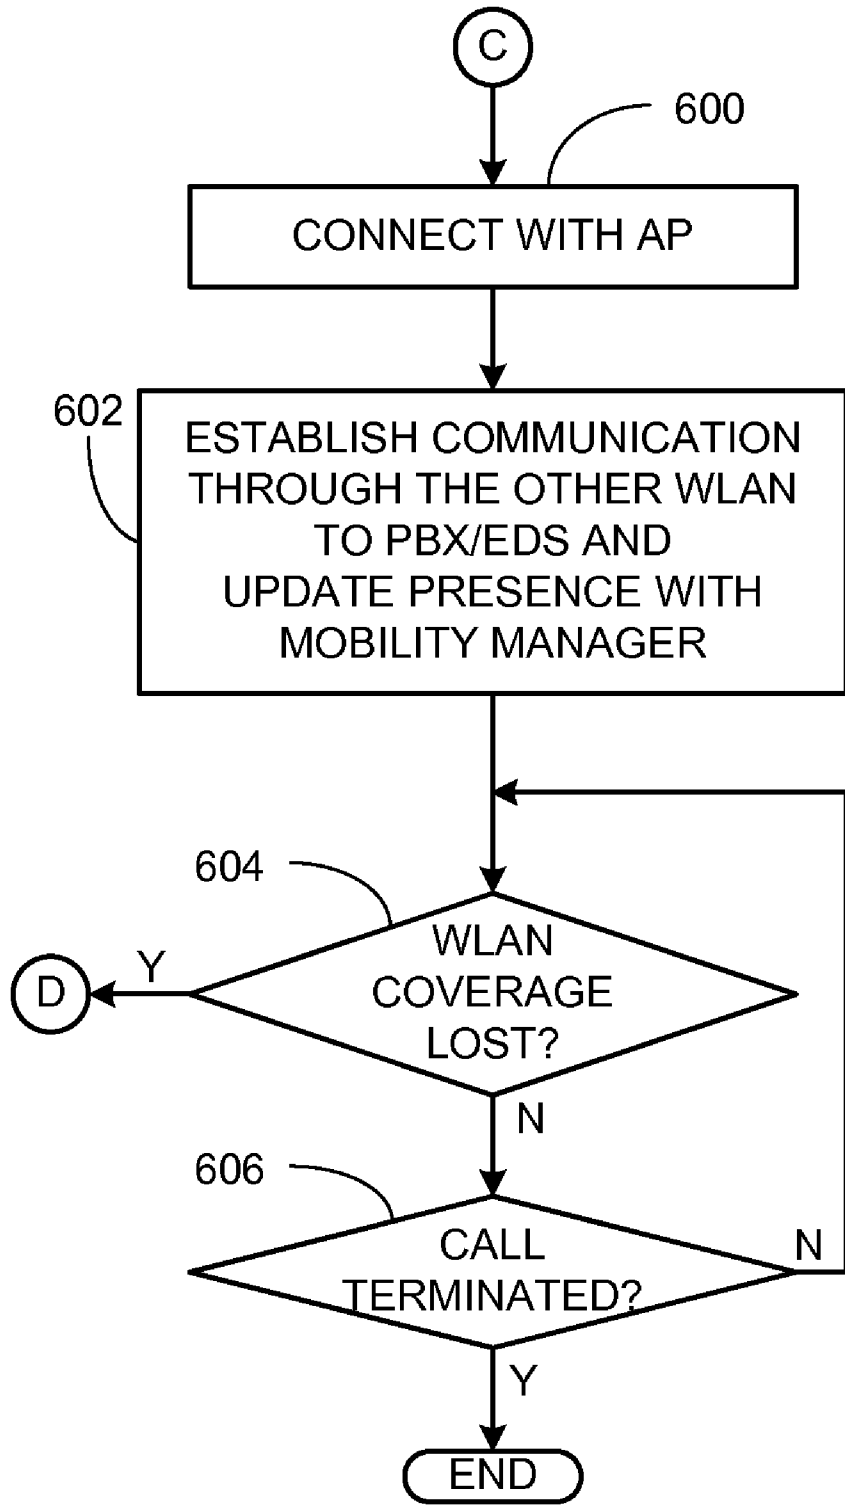 C
600
CONNECT WITH AP
602
ESTABLISH COMMUNICATION
THROUGH THE OTHER WLAN
TO PBX/EDS AND
UPDATE PRESENCE WITH
MOBILITY MANAGER
604
WLAN
COVERAGE
LOST?
Y
D
N
606
CALL
TERMINATED?
N
Y
END